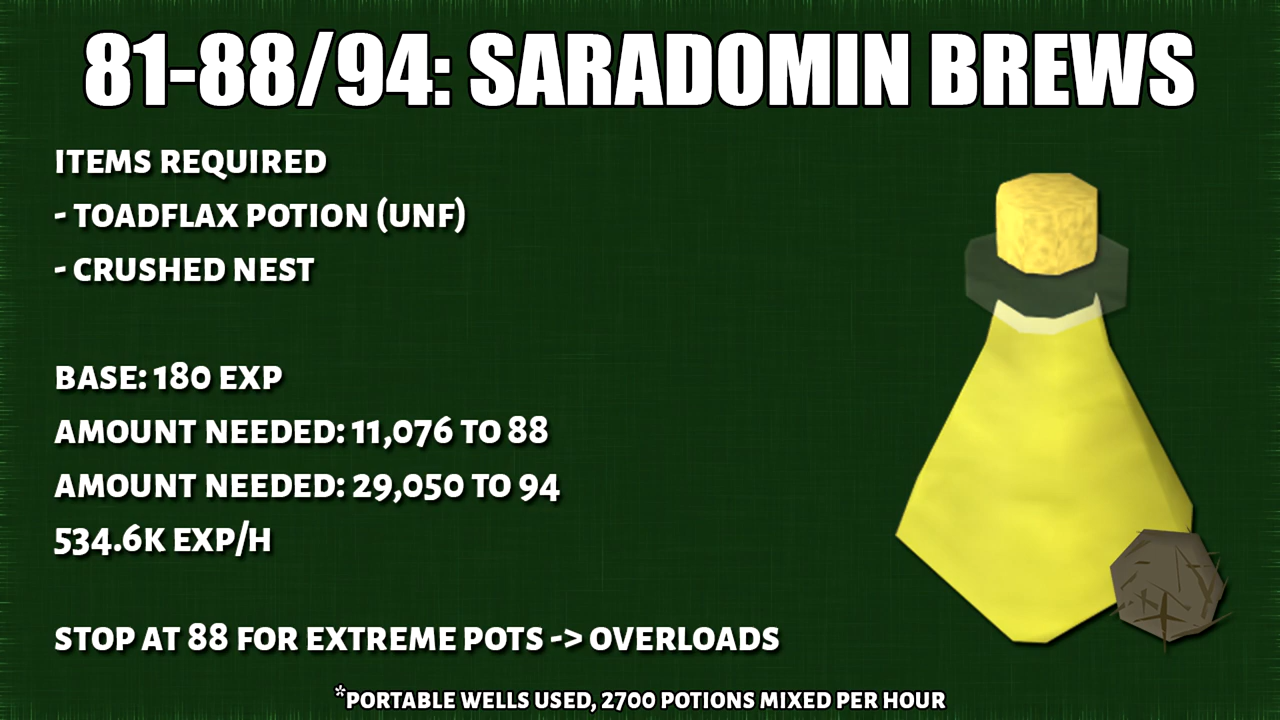 81-88/94: SARADOMIN BREWS
ITEMS REQUIRED
- TOADFLAX POTION (UNF)
- CRUSHED NEST
BASE: 180 EXP
AMOUNT NEEDED: 11,076 TO 88
AMOUNT NEEDED: 29,050 TO 94
534.6K EXP/H
STOP AT 88 FOR EXTREME POTS -> OVERLOADS
*PORTABLE WELLS USED, 2700 POTIONS MIXED PER HOUR